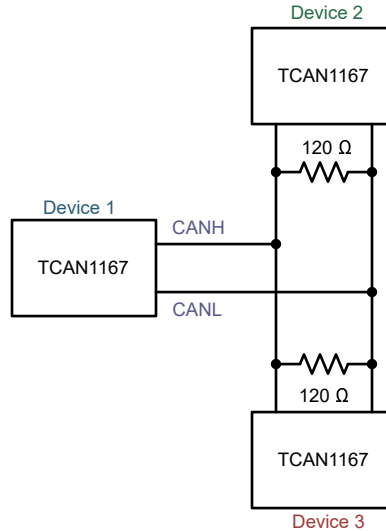 Device 2
TCAN1167
120 Ω
Device 1
CANH
TCAN1167
CANL
120 Ω
TCAN1167
Device 3